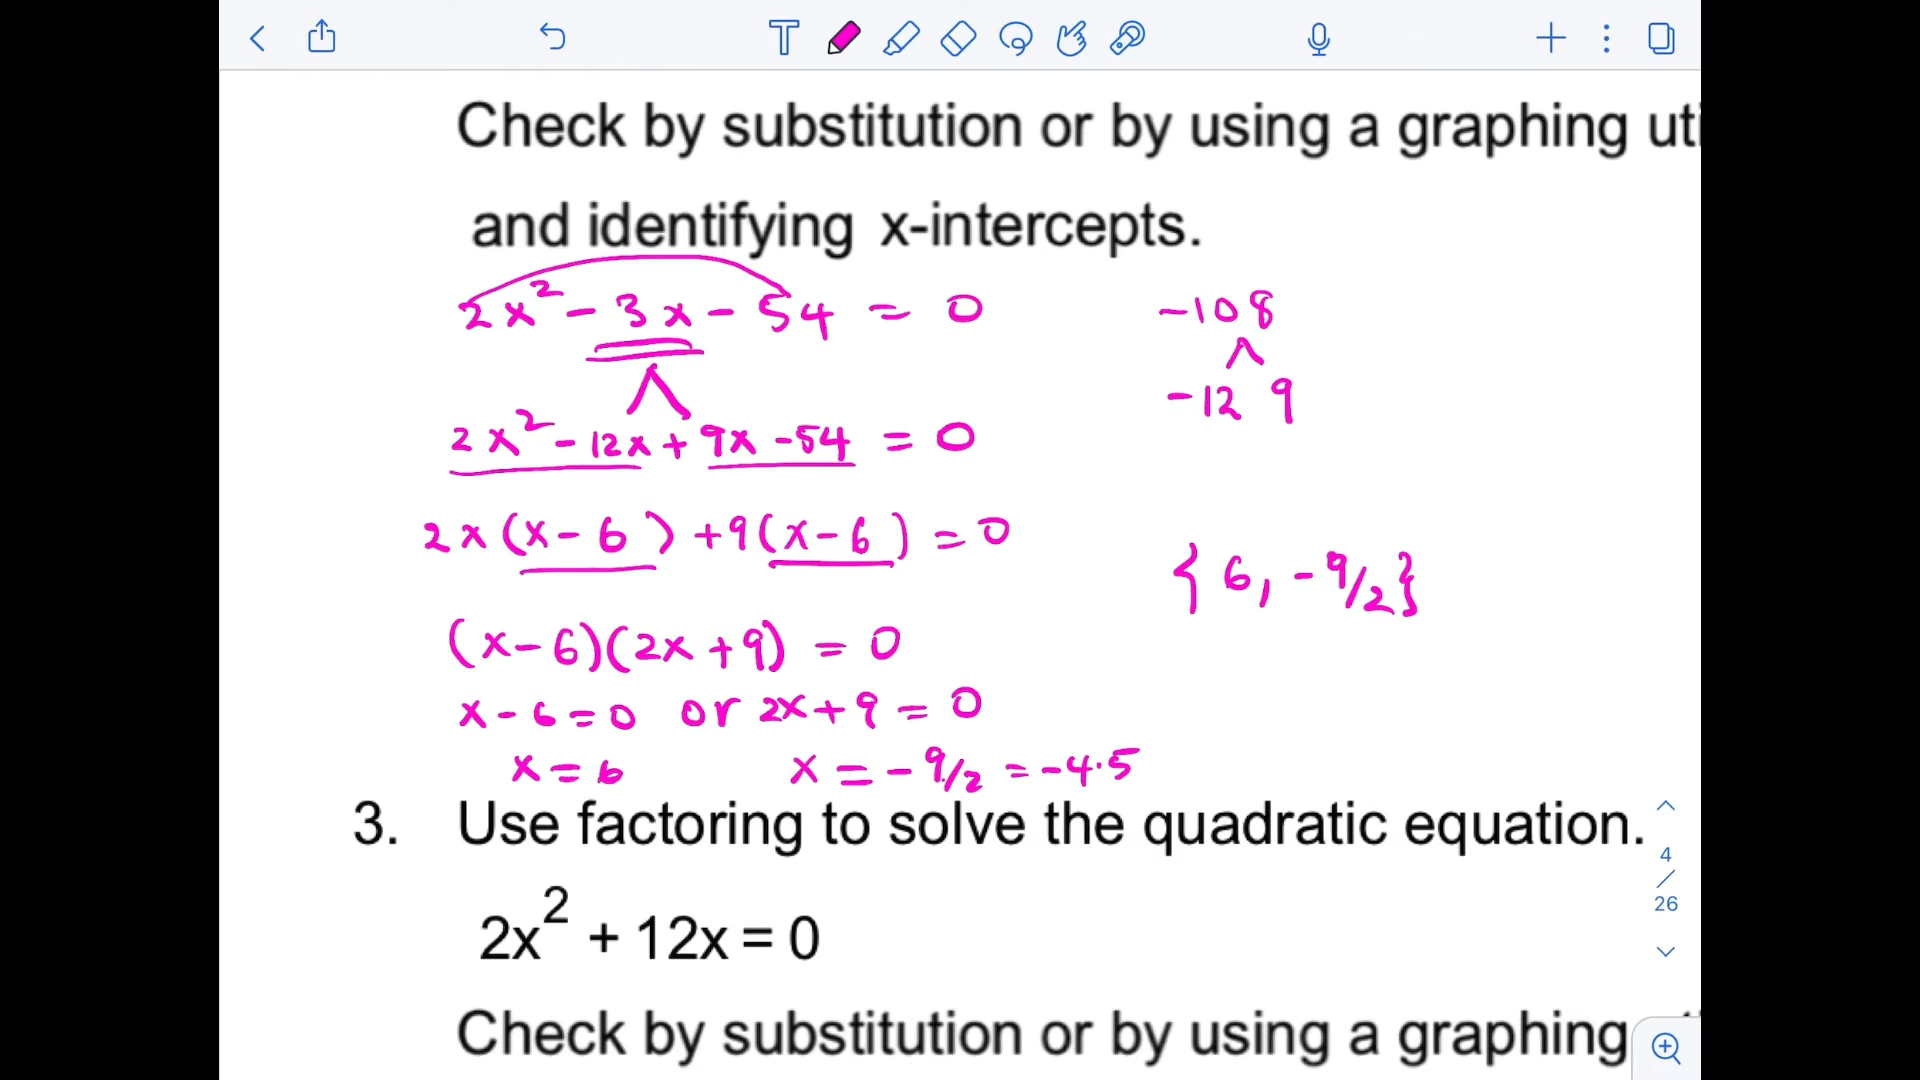 T
Check by substitution or by using a graphing uti
and identifying x-intercepts.
2x² - 3x - 54 = 0
-108
-12 9
2x² - 12x + 9x - 54 = 0
2x (x - 6) + 9(x - 6) = 0
{ 6, - 9/2}
(x - 6)(2x + 9) = 0
x - 6 = 0 or 2x + 9 = 0
x = 6 x = - 9/2 = -4.5
3. Use factoring to solve the quadratic equation.
4
/
26
2x² + 12x = 0
Check by substitution or by using a graphing